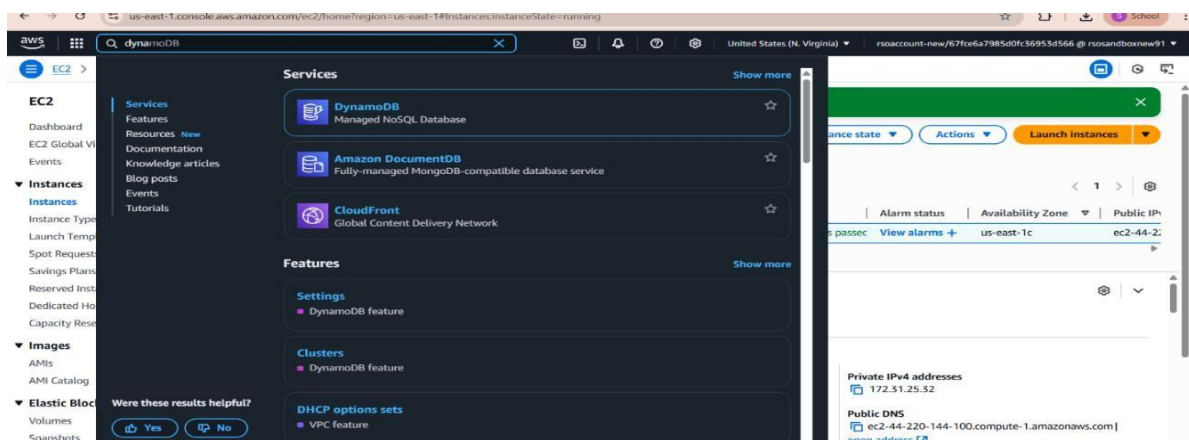 us-east-1.console.aws.amazon.com/ec2/home?region=us-east-1#Instances:instanceState=running
School
aws
dynamoDB
United States (N. Virginia)
rsoaccount-new/67fce6a7985d0fc36953d566 @ rsosandboxnew91
EC2
EC2
Dashboard
EC2 Global Vi
Events
Instances
Instances
Instance Type
Launch Templ
Spot Request
Savings Plans
Reserved Inst
Dedicated Ho
Capacity Rese
Images
AMIs
AMI Catalog
Elastic Bloc
Volumes
Snapshots
Services
Features
Resources New
Documentation
Knowledge articles
Blog posts
Events
Tutorials
Were these results helpful?
Yes
No
Services
Show more
DynamoDB
Managed NoSQL Database
Amazon DocumentDB
Fully-managed MongoDB-compatible database service
CloudFront
Global Content Delivery Network
Features
Show more
Settings
DynamoDB feature
Clusters
DynamoDB feature
DHCP options sets
VPC feature
ance state
Actions
Launch instances
1
Alarm status
Availability Zone
Public IPv
s passec
View alarms +
us-east-1c
ec2-44-22
Private IPv4 addresses
172.31.25.32
Public DNS
ec2-44-220-144-100.compute-1.amazonaws.com |
open address